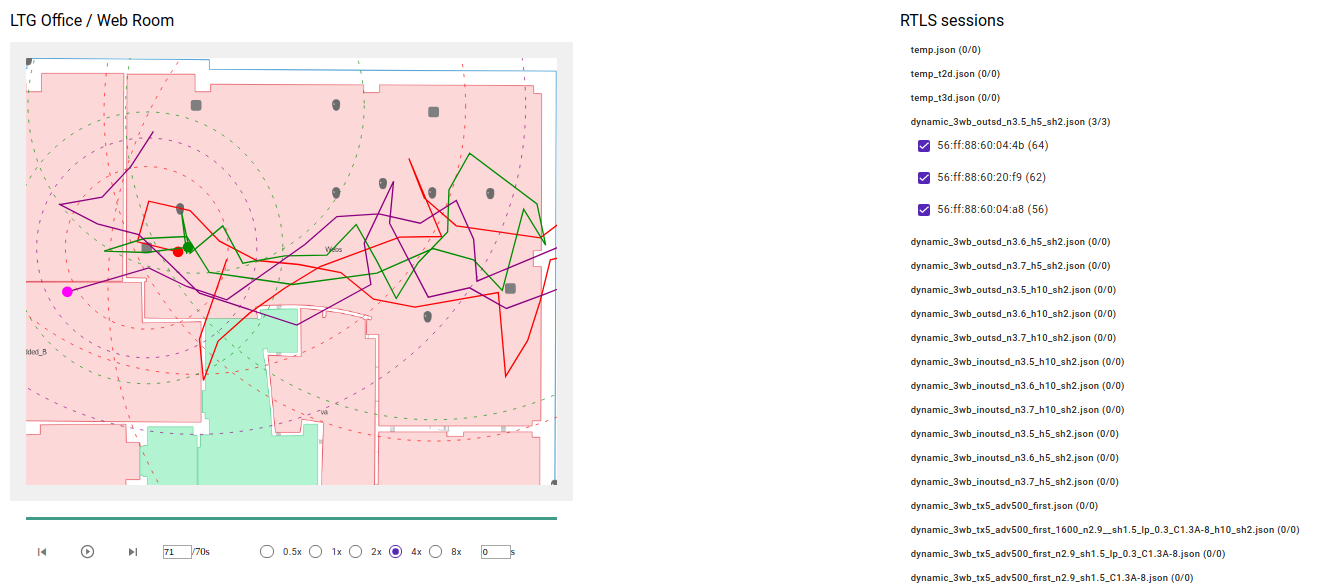 LTG Office / Web Room
Webs
dded_B
va
71 /70s
0.5x 1x 2x 4x 8x
0 s
RTLS sessions
temp.json (0/0)
temp_t2d.json (0/0)
temp_t3d.json (0/0)
dynamic_3wb_outsd_n3.5_h5_sh2.json (3/3)
56:ff:88:60:04:4b (64)
56:ff:88:60:20:f9 (62)
56:ff:88:60:04:a8 (56)
dynamic_3wb_outsd_n3.6_h5_sh2.json (0/0)
dynamic_3wb_outsd_n3.7_h5_sh2.json (0/0)
dynamic_3wb_outsd_n3.5_h10_sh2.json (0/0)
dynamic_3wb_outsd_n3.6_h10_sh2.json (0/0)
dynamic_3wb_outsd_n3.7_h10_sh2.json (0/0)
dynamic_3wb_inoutsd_n3.5_h10_sh2.json (0/0)
dynamic_3wb_inoutsd_n3.6_h10_sh2.json (0/0)
dynamic_3wb_inoutsd_n3.7_h10_sh2.json (0/0)
dynamic_3wb_inoutsd_n3.5_h5_sh2.json (0/0)
dynamic_3wb_inoutsd_n3.6_h5_sh2.json (0/0)
dynamic_3wb_inoutsd_n3.7_h5_sh2.json (0/0)
dynamic_3wb_tx5_adv500_first.json (0/0)
dynamic_3wb_tx5_adv500_first_1600_n2.9__sh1.5_lp_0.3_C1.3A-8_h10_sh2.json (0/0)
dynamic_3wb_tx5_adv500_first_n2.9_sh1.5_lp_0.3_C1.3A-8.json (0/0)
dynamic_3wb_tx5_adv500_first_n2.9_sh1.5_C1.3A-8.json (0/0)